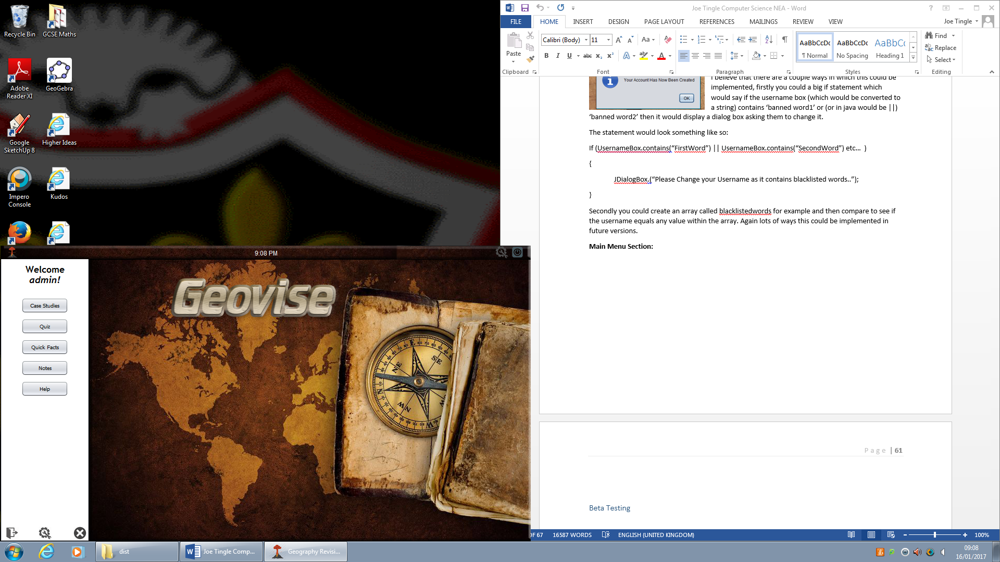 Recycle Bin
GCSE Maths
Adobe
Reader XI
GeoGebra
Google
SketchUp 8
Higher Ideas
Impero
Console
Kudos
Joe Tingle Computer Science NEA - Word
FILE HOME INSERT DESIGN PAGE LAYOUT REFERENCES MAILINGS REVIEW VIEW Joe Tingle
Paste
Calibri (Body) 11
AaBbCcDc AaBbCcDc AaBbCc
¶ Normal No Spacing Heading 1
Find
Replace
Select
Clipboard Font Paragraph Styles Editing
Your Account Has Now Been Created
OK
I believe that there are a couple ways in which this could be
implemented, firstly you could a big if statement which
would say if the username box (which would be converted to
a string) contains ‘banned word1’ or (or in java would be ||)
‘banned word2’ then it would display a dialog box asking them to change it.
The statement would look something like so:
If (UsernameBox.contains(“FirstWord”) || UsernameBox.contains(“SecondWord”) etc… )
{
JDialogBox.(“Please Change your Username as it contains blacklisted words..”);
}
Secondly you could create an array called blacklistedwords for example and then compare to see if
the username equals any value within the array. Again lots of ways this could be implemented in
future versions.
Main Menu Section:
Page | 61
Beta Testing
OF 67 16587 WORDS ENGLISH (UNITED KINGDOM) 100%
9:08 PM
Welcome
admin!
Case Studies
Quiz
Quick Facts
Notes
Help
Geovise
E
SE
NE
N
NW
W
dist
Joe Tingle Comp...
Geography Revisi...
09:08
16/01/2017